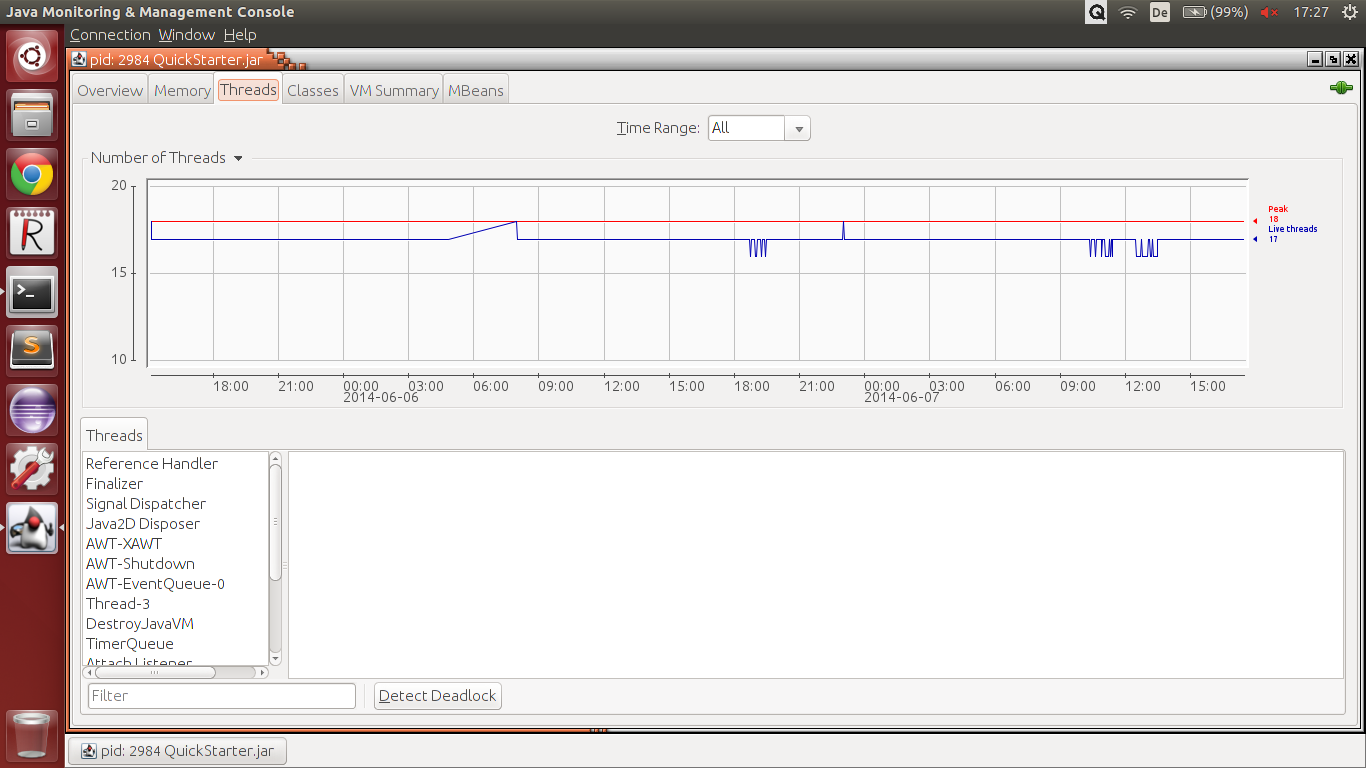 Java Monitoring & Management Console
De (99%) 17:27
Connection Window Help
pid: 2984 QuickStarter.jar
Overview Memory Threads Classes VM Summary MBeans
Time Range: All
Number of Threads
20
15
10
Peak
18
Live threads
17
18:00 21:00 00:00 03:00 06:00 09:00 12:00 15:00 18:00 21:00 00:00 03:00 06:00 09:00 12:00 15:00
2014-06-06 2014-06-07
Threads
Reference Handler
Finalizer
Signal Dispatcher
Java2D Disposer
AWT-XAWT
AWT-Shutdown
AWT-EventQueue-0
Thread-3
DestroyJavaVM
TimerQueue
Attach Listener
Filter Detect Deadlock
pid: 2984 QuickStarter.jar